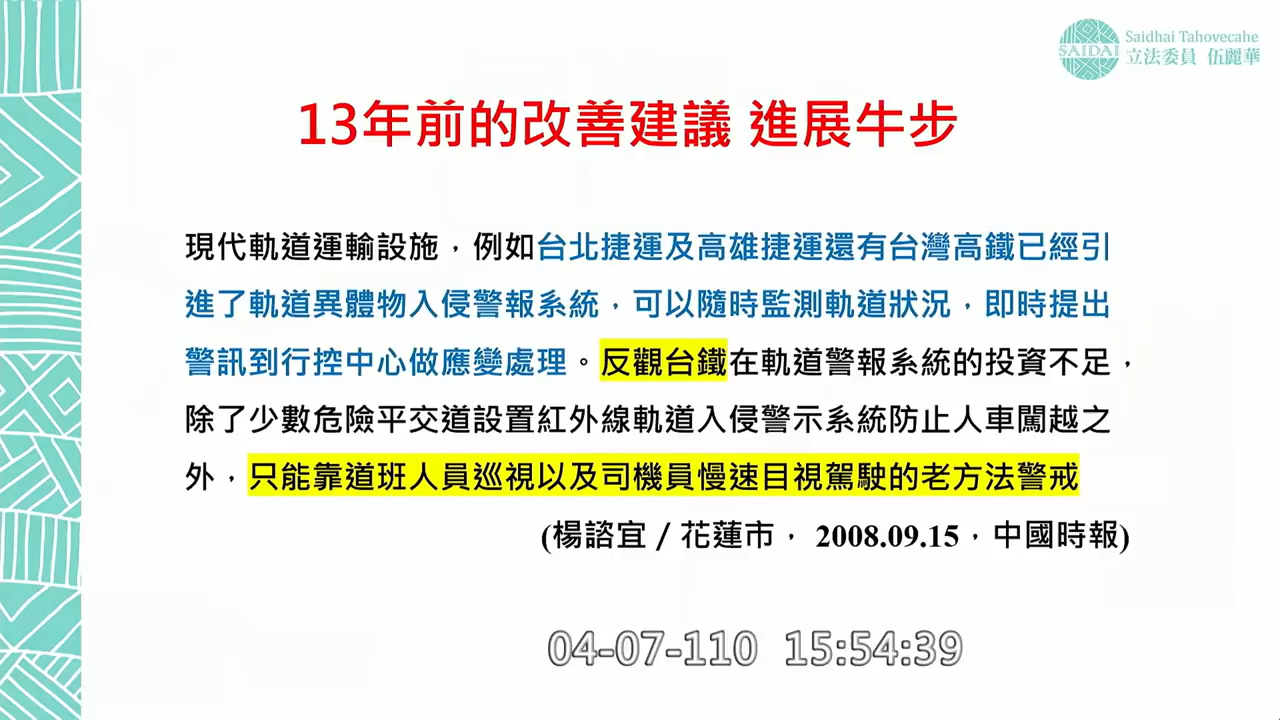 Saidhai Tahovecahe
SAIDAI
立法委員 伍麗華
13年前的改善建議 進展牛步
現代軌道運輸設施，例如台北捷運及高雄捷運還有台灣高鐵已經引
進了軌道異體物入侵警報系統，可以隨時監測軌道狀況，即時提出
警訊到行控中心做應變處理。反觀台鐵在軌道警報系統的投資不足，
除了少數危險平交道設置紅外線軌道入侵警示系統防止人車闖越之
外，只能靠道班人員巡視以及司機員慢速目視駕駛的老方法警戒
(楊諮宜 / 花蓮市， 2008.09.15，中國時報)
04-07-110 15:54:39